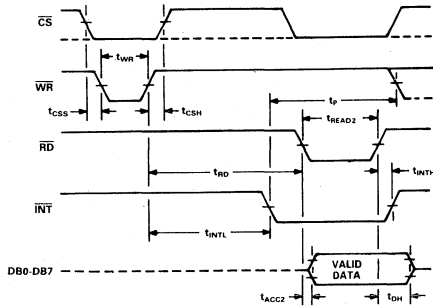 CS
tWR
WR
tCSS
tCSH
tP
tREAD2
RD
tRD
tINTH
INT
tINTL
DB0-DB7
VALID
DATA
tACC2
tDH